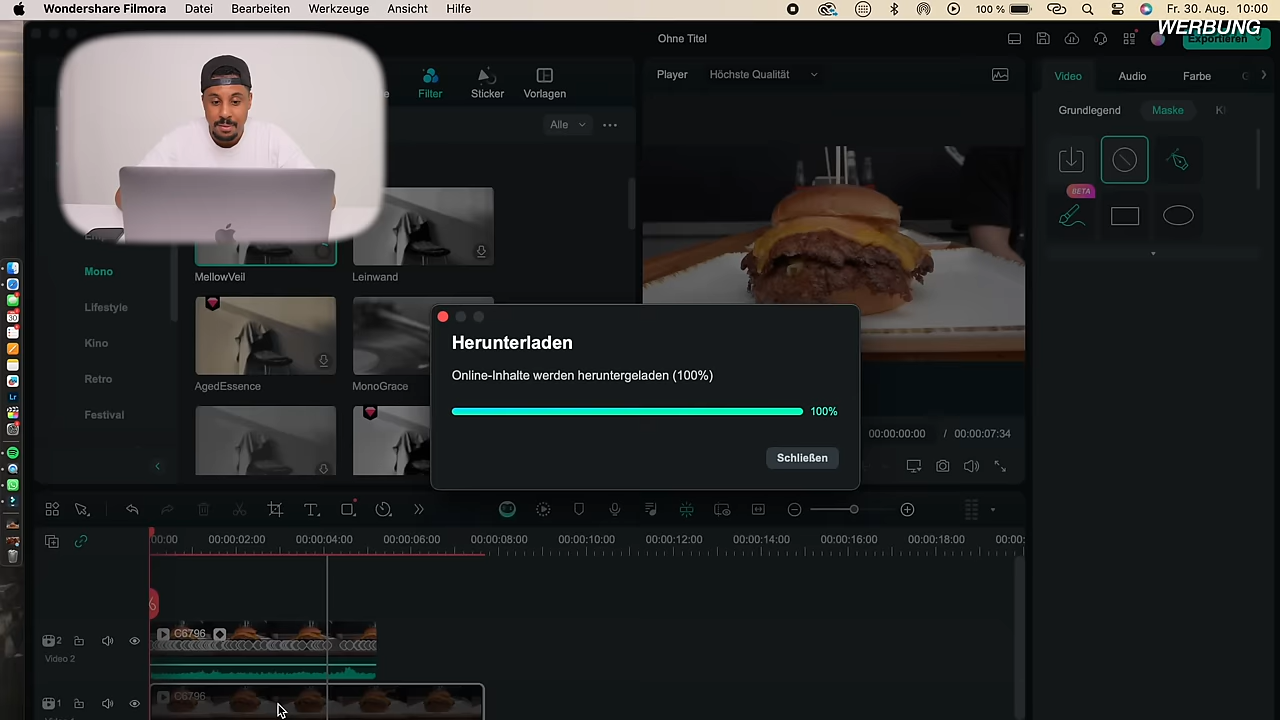 Wondershare Filmora Datei Bearbeiten Werkzeuge Ansicht Hilfe 100 % Fr. 30. Aug. 10:00
WERBUNG
Ohne Titel
Exportieren
Filter Sticker Vorlagen
Player Höchste Qualität
Video Audio Farbe
Alle
Grundlegend Maske
BETA
Mono
Lifestyle
Kino
Retro
Festival
MellowVeil Leinwand
AgedEssence MonoGrace
Herunterladen
Online-Inhalte werden heruntergeladen (100%)
100%
Schließen
00:00:00:00 / 00:00:07:34
00:00 00:00:02:00 00:00:04:00 00:00:06:00 00:00:08:00 00:00:10:00 00:00:12:00 00:00:14:00 00:00:16:00 00:00:18:00 00:00:
2 C6796
Video 2
1 C6796